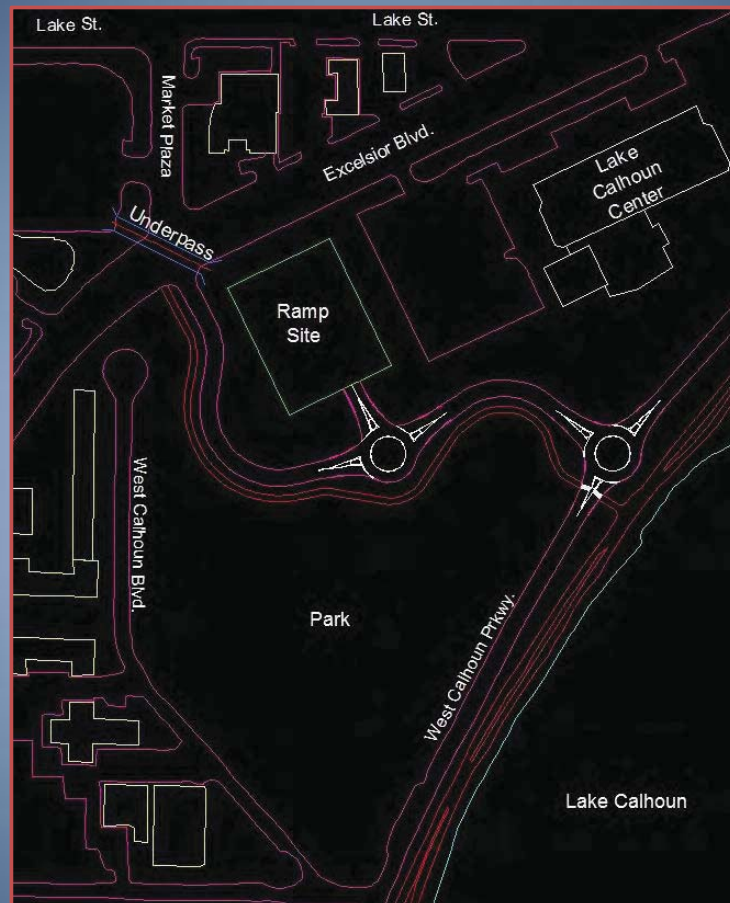 Lake St.
Lake St.
Market Plaza
Excelsior Blvd.
Lake
Calhoun
Center
Underpass
Ramp
Site
West Calhoun Blvd.
Park
West Calhoun Prkwy.
Lake Calhoun